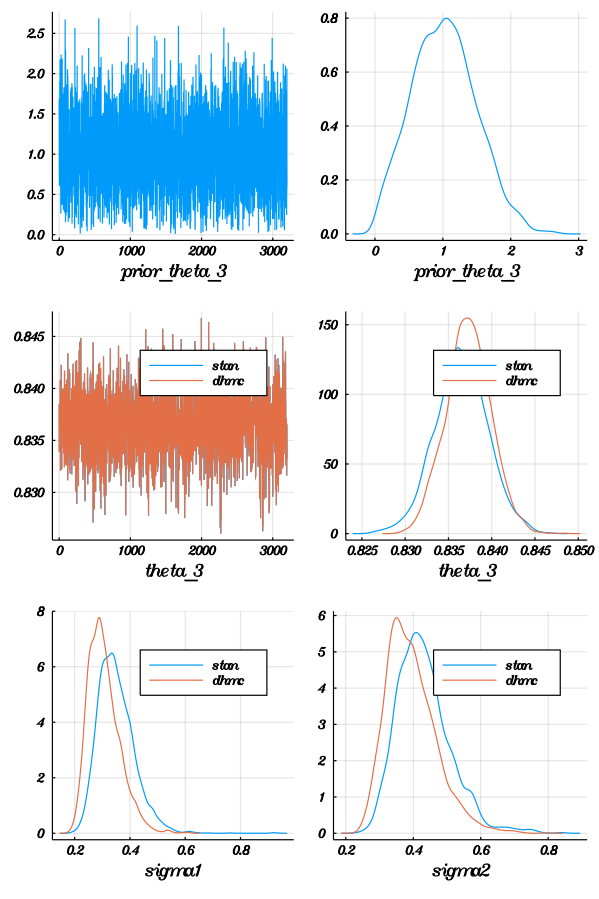 2.5
2.0
1.5
1.0
0.5
0.0
0 1000 2000 3000
prior_theta_3
0.8
0.6
0.4
0.2
0.0
0 1 2 3
prior_theta_3
0.845
0.840
0.835
0.830
stan
dhmc
0 1000 2000 3000
theta_3
150
100
50
0
stan
dhmc
0.825 0.830 0.835 0.840 0.845 0.850
theta_3
8
6
4
2
0
stan
dhmc
0.2 0.4 0.6 0.8
sigma1
6
5
4
3
2
1
0
stan
dhmc
0.2 0.4 0.6 0.8
sigma2